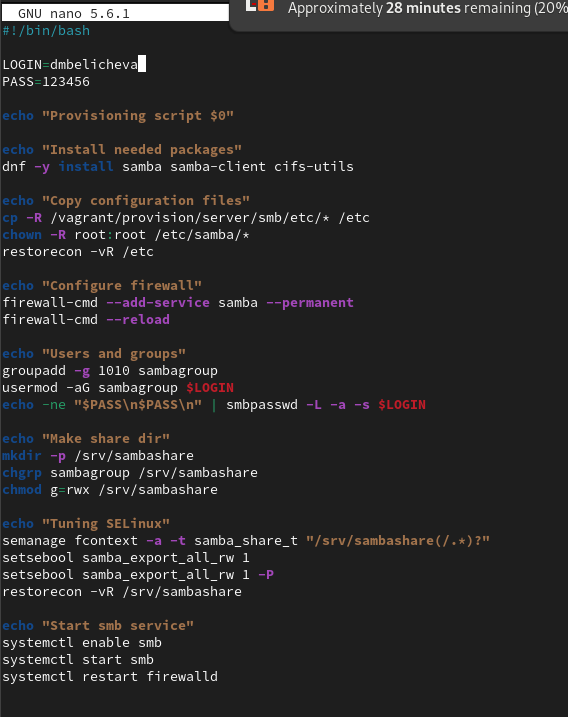 GNU nano 5.6.1
Approximately 28 minutes remaining (20%
#!/bin/bash
LOGIN=dmbelicheva
PASS=123456
echo "Provisioning script $0"
echo "Install needed packages"
dnf -y install samba samba-client cifs-utils
echo "Copy configuration files"
cp -R /vagrant/provision/server/smb/etc/* /etc
chown -R root:root /etc/samba/*
restorecon -vR /etc
echo "Configure firewall"
firewall-cmd --add-service samba --permanent
firewall-cmd --reload
echo "Users and groups"
groupadd -g 1010 sambagroup
usermod -aG sambagroup $LOGIN
echo -ne "$PASS\n$PASS\n" | smbpasswd -L -a -s $LOGIN
echo "Make share dir"
mkdir -p /srv/sambashare
chgrp sambagroup /srv/sambashare
chmod g=rwx /srv/sambashare
echo "Tuning SELinux"
semanage fcontext -a -t samba_share_t "/srv/sambashare(/.*)?"
setsebool samba_export_all_rw 1
setsebool samba_export_all_rw 1 -P
restorecon -vR /srv/sambashare
echo "Start smb service"
systemctl enable smb
systemctl start smb
systemctl restart firewalld